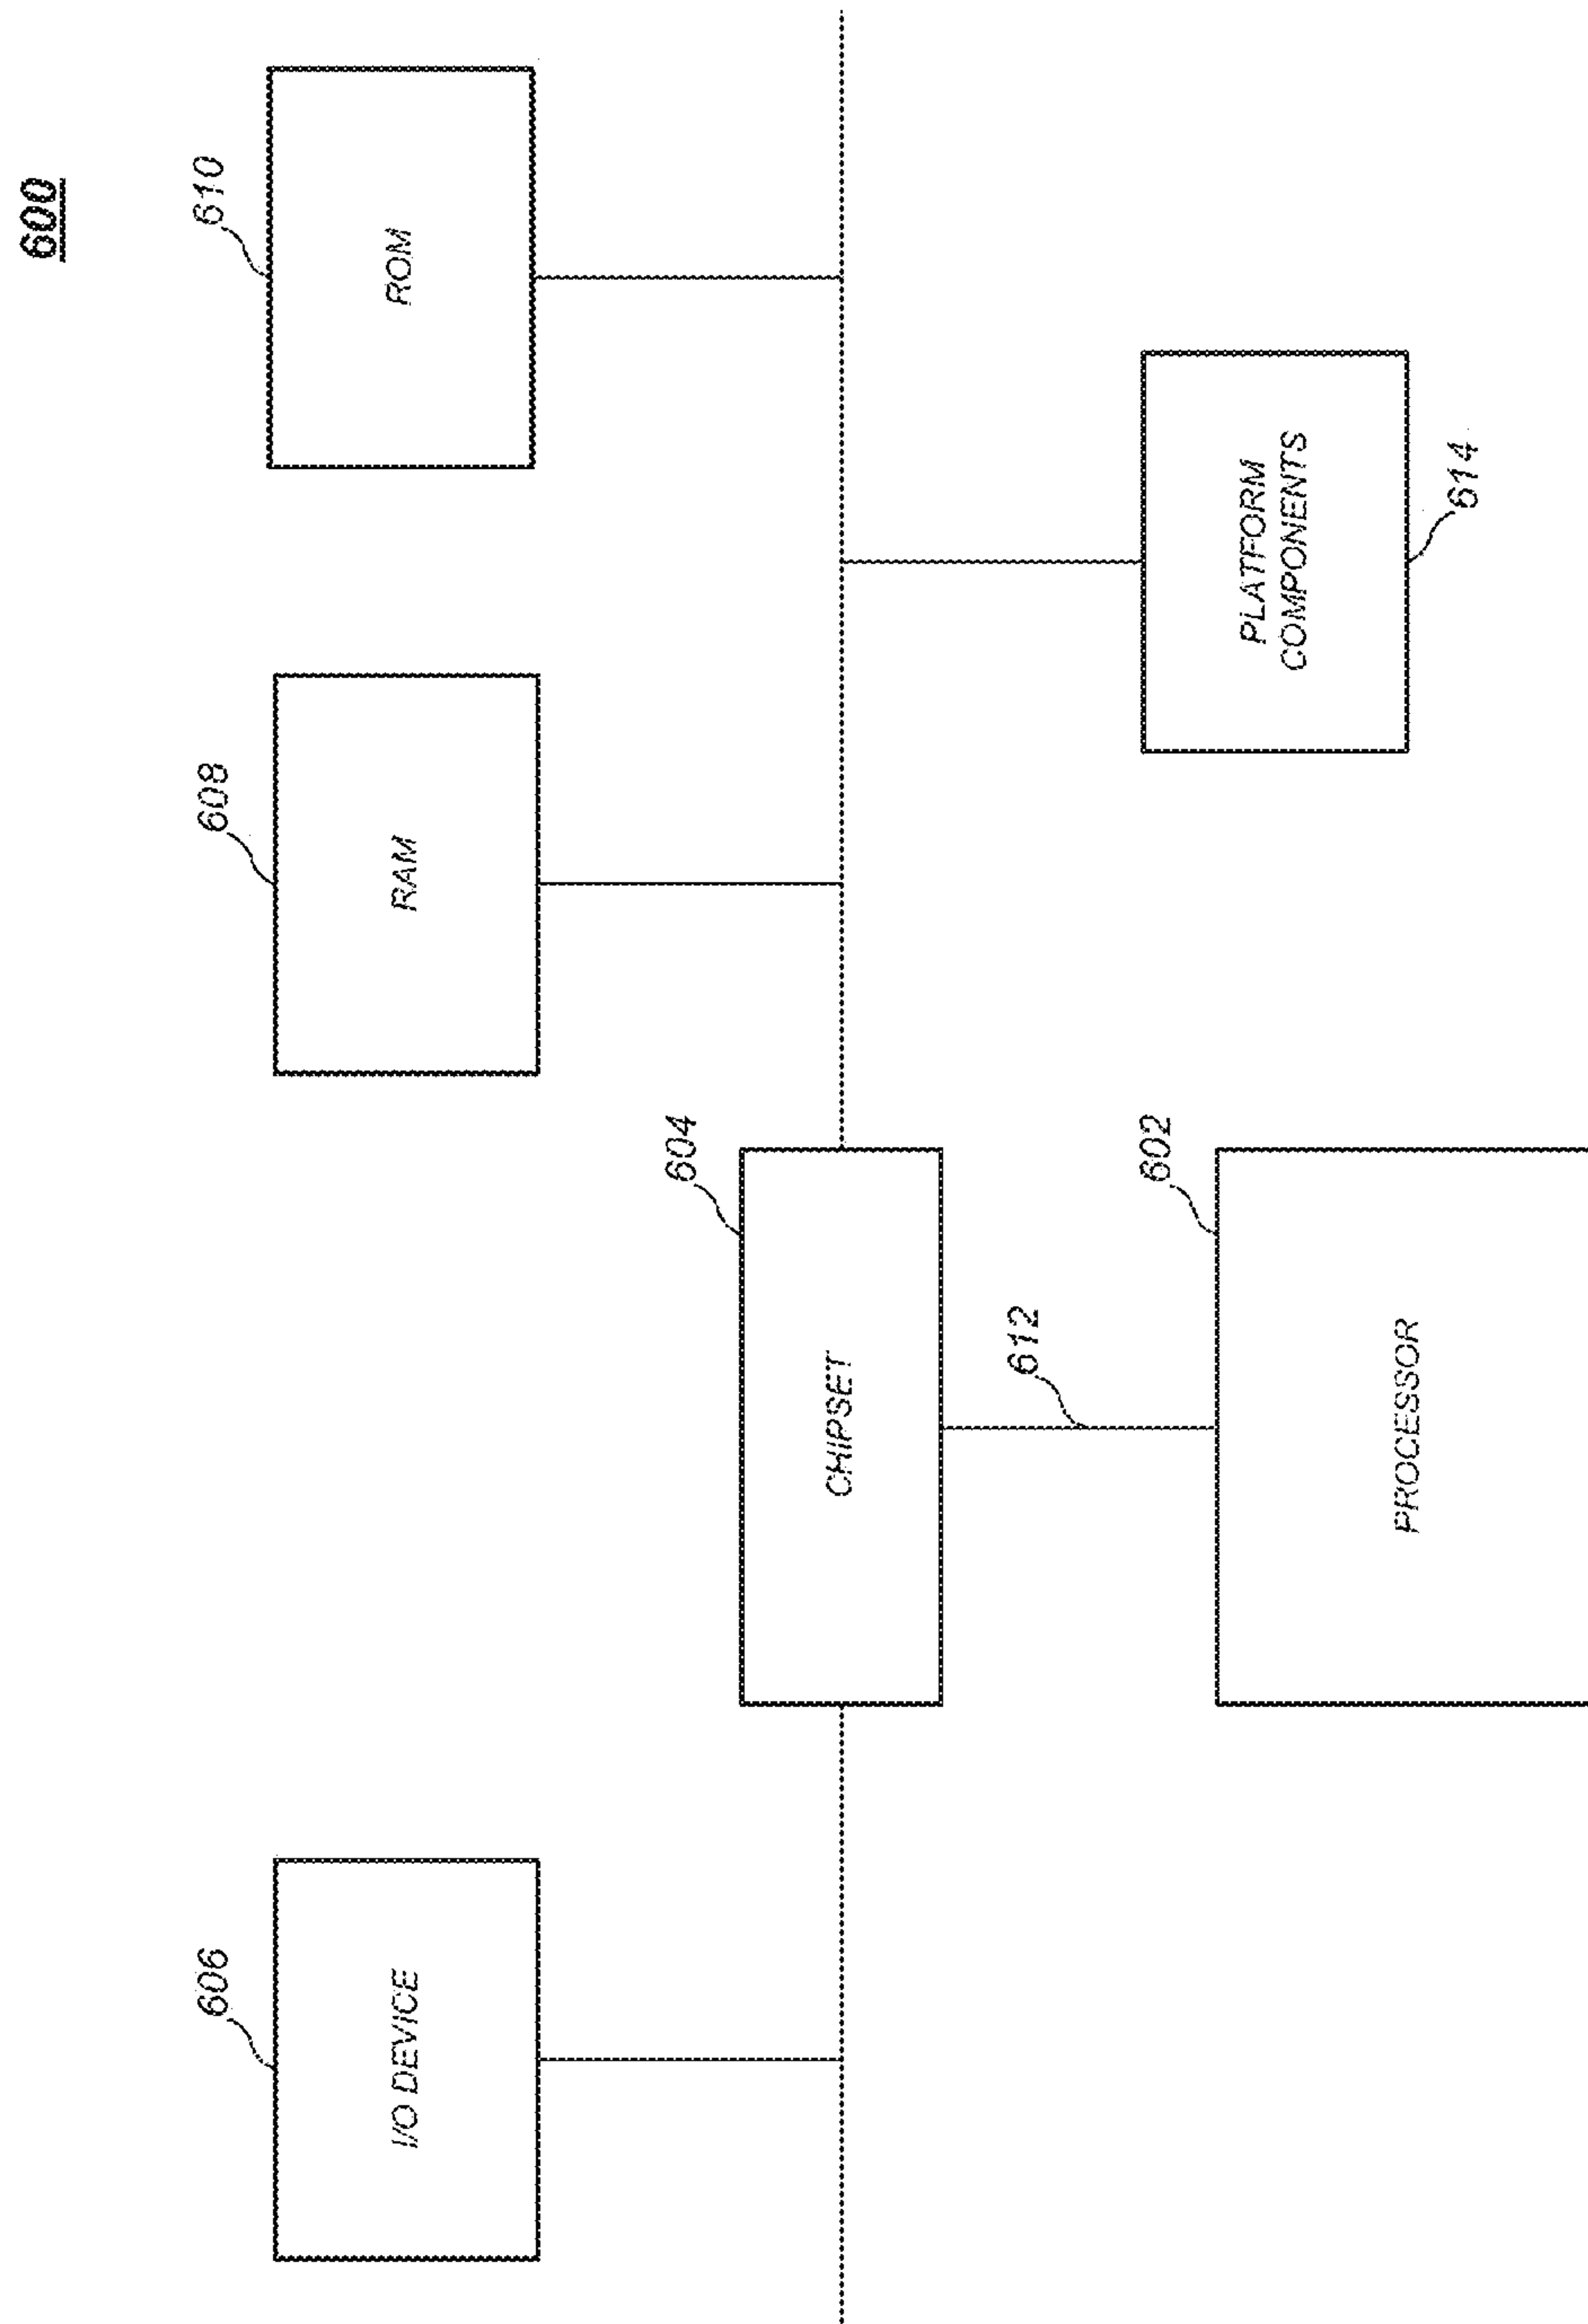 600
606
I/O DEVICE
608
RAM
610
ROM
604
CHIPSET
612
602
PROCESSOR
PLATFORM
COMPONENTS
614